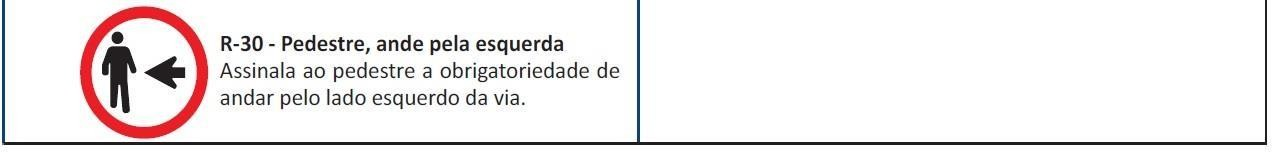 R-30 - Pedestre, ande pela esquerda
Assinala ao pedestre a obrigatoriedade de
andar pelo lado esquerdo da via.